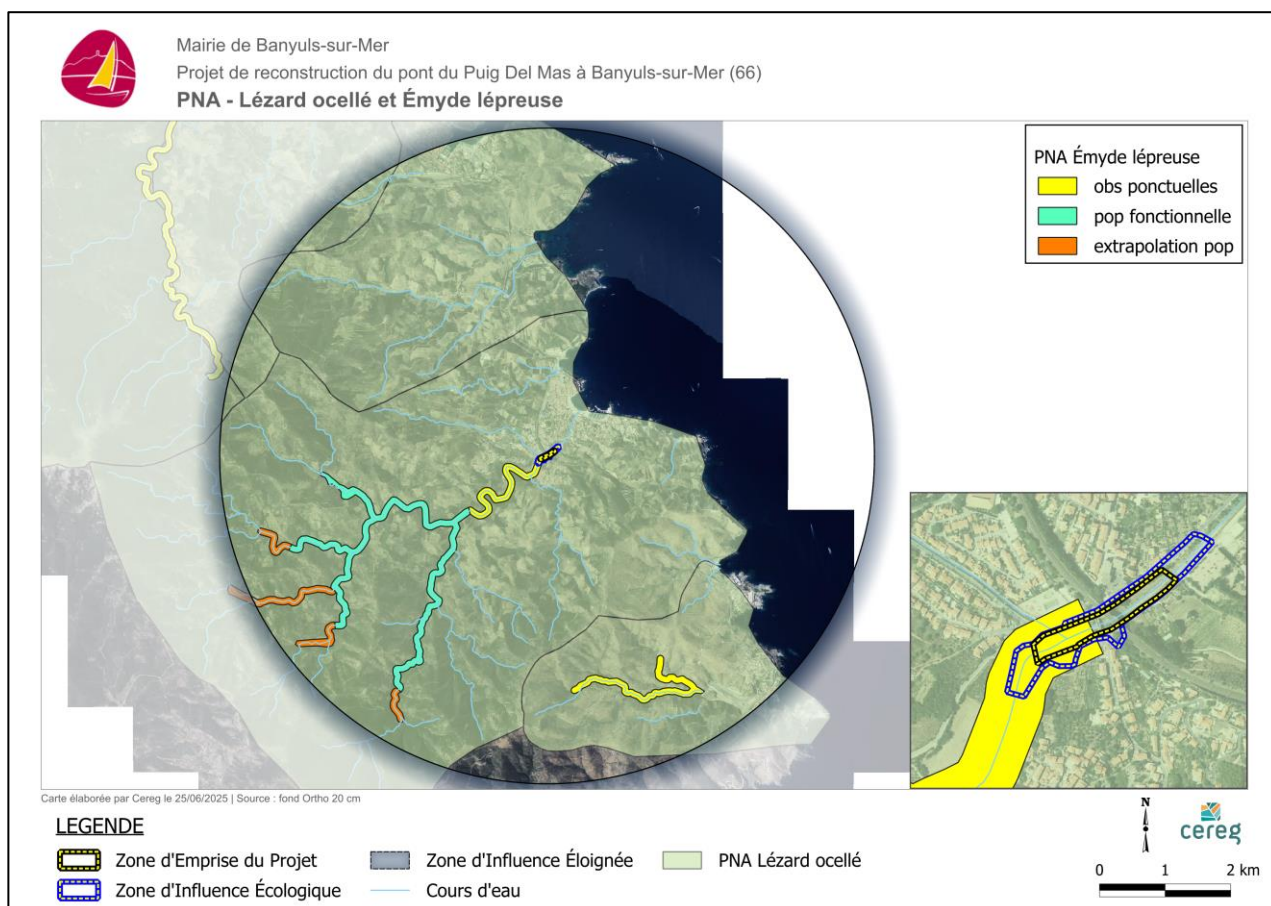 Mairie de Banyuls-sur-Mer
Projet de reconstruction du pont du Puig Del Mas à Banyuls-sur-Mer (66)
PNA - Lézard ocellé et Émyde lépreuse
PNA Émyde lépreuse
obs ponctuelles
pop fonctionnelle
extrapolation pop
Carte élaborée par Cereg le 25/06/2025 | Source : fond Ortho 20 cm
LEGENDE
Zone d'Emprise du Projet
Zone d'Influence Écologique
Zone d'Influence Éloignée
Cours d'eau
PNA Lézard ocellé
N
cereg
0 1 2 km